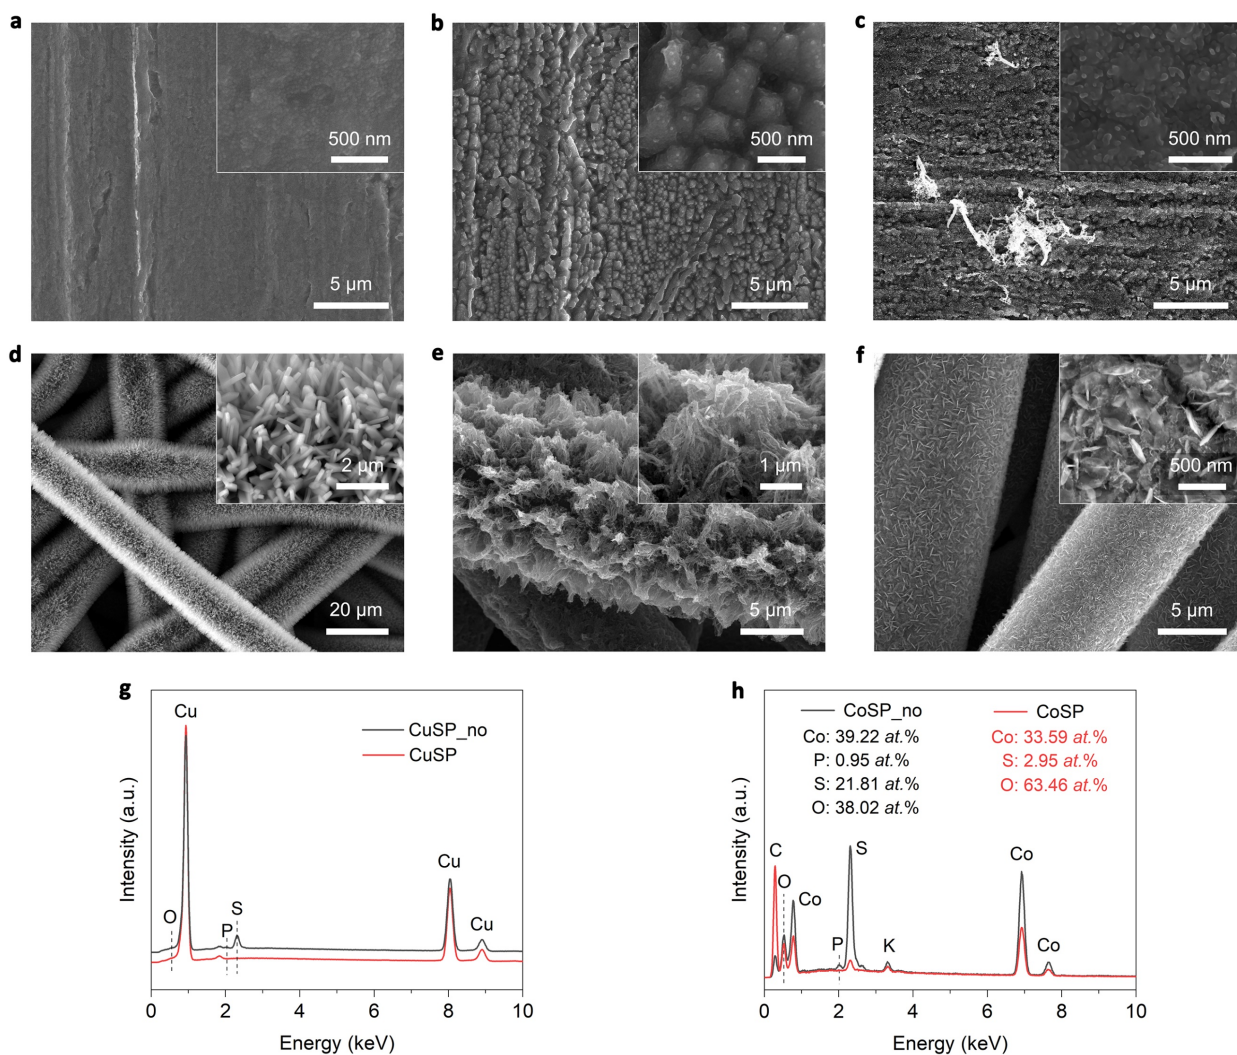 a
500 nm
5 μm
b
500 nm
5 μm
c
500 nm
5 μm
d
2 μm
20 μm
e
1 μm
5 μm
f
500 nm
5 μm
g
Cu
CuSP_no
CuSP
Cu
O
P
S
Cu
Intensity (a.u.)
0 2 4 6 8 10
Energy (keV)
h
CoSP_no
Co: 39.22 at.%
P: 0.95 at.%
S: 21.81 at.%
O: 38.02 at.%
CoSP
Co: 33.59 at.%
S: 2.95 at.%
O: 63.46 at.%
C
O
Co
S
P
K
Co
Co
Intensity (a.u.)
0 2 4 6 8 10
Energy (keV)